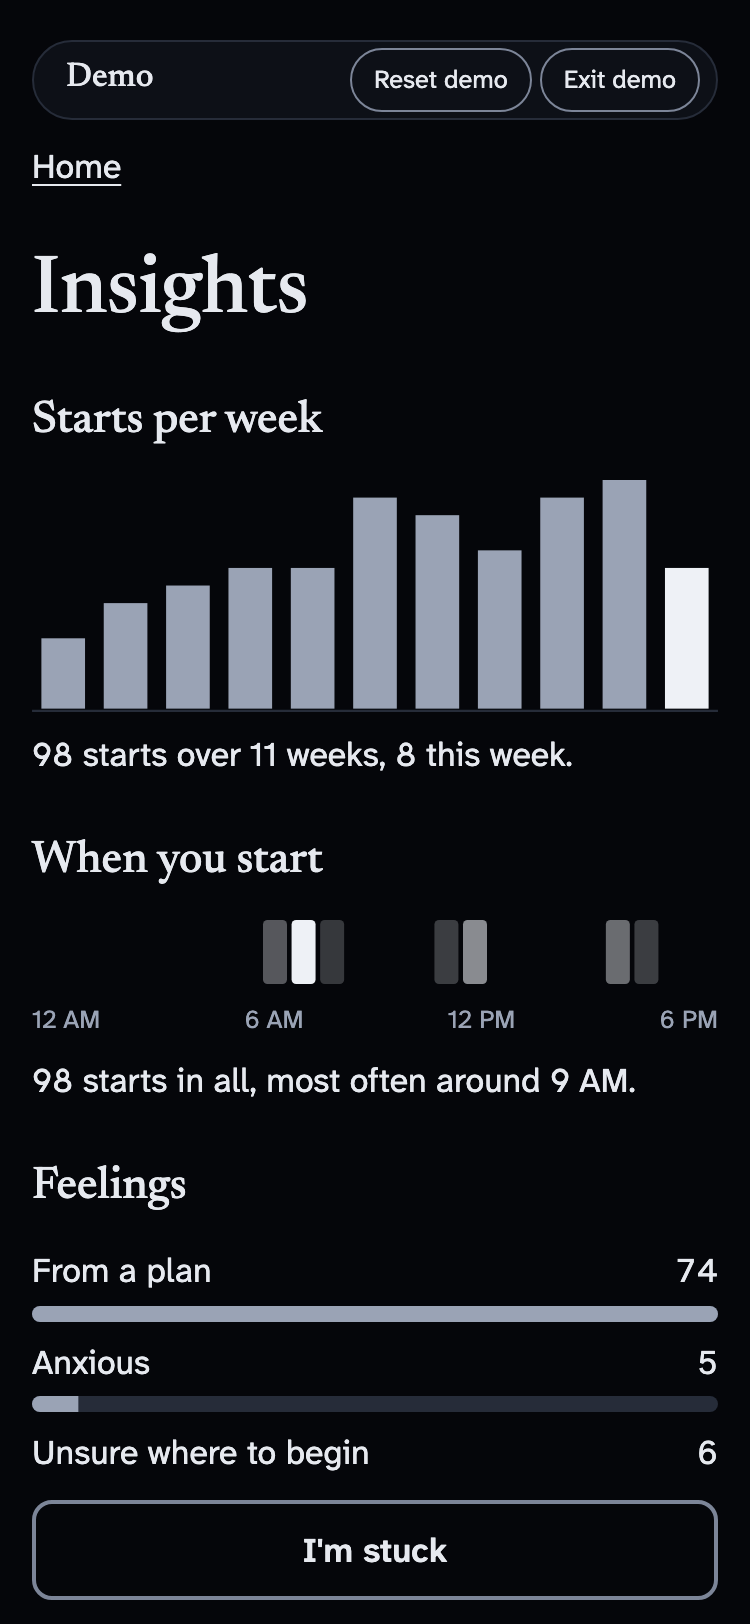 Demo
Reset demo
Exit demo
Home
Insights
Starts per week
98 starts over 11 weeks, 8 this week.
When you start
12 AM
6 AM
12 PM
6 PM
98 starts in all, most often around 9 AM.
Feelings
From a plan
74
Anxious
5
Unsure where to begin
6
I'm stuck